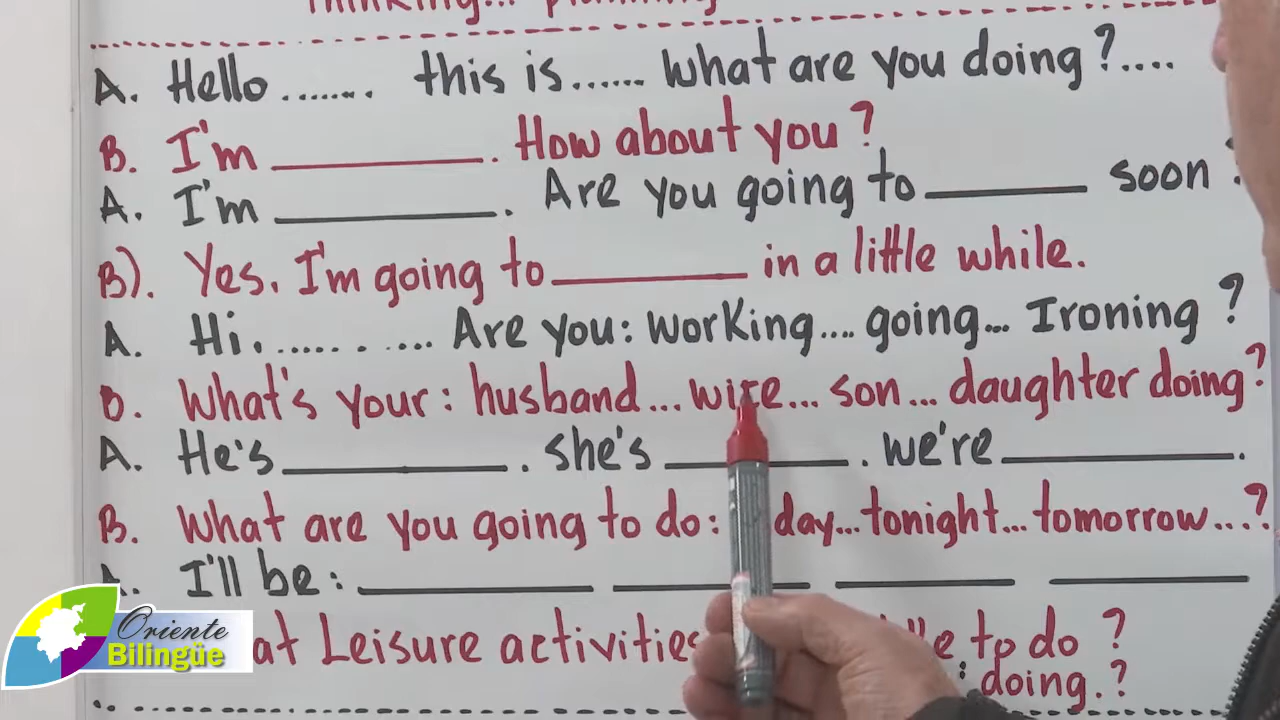 thinking... planning
A. Hello ....... this is...... What are you doing?....
B. I'm ________. How about you?
A. I'm ________. Are you going to ______ soon ?
B). Yes, I'm going to ________ in a little while.
A. Hi. ...... . .... Are you: working.... going... Ironing ?
What's your: husband... wife... son... daughter doing?
A. He's ________. she's ________. we're ________.
B. What are you going to do: day...tonight...tomorrow...?
A. I'll be: ________ ________ ________ ________
Leisure activities to do ?
doing.?
Oriente
Bilingüe